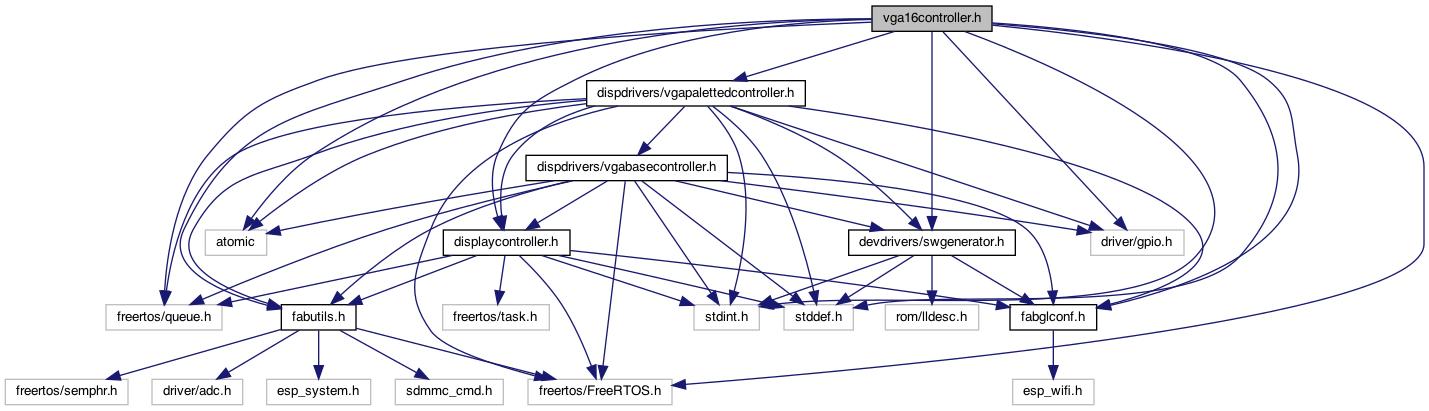 vga16controller.h
dispdrivers/vgapalettedcontroller.h
dispdrivers/vgabasecontroller.h
atomic
displaycontroller.h
devdrivers/swgenerator.h
driver/gpio.h
freertos/queue.h
fabutils.h
freertos/task.h
stdint.h
stddef.h
rom/lldesc.h
fabglconf.h
freertos/semphr.h
driver/adc.h
esp_system.h
sdmmc_cmd.h
freertos/FreeRTOS.h
esp_wifi.h